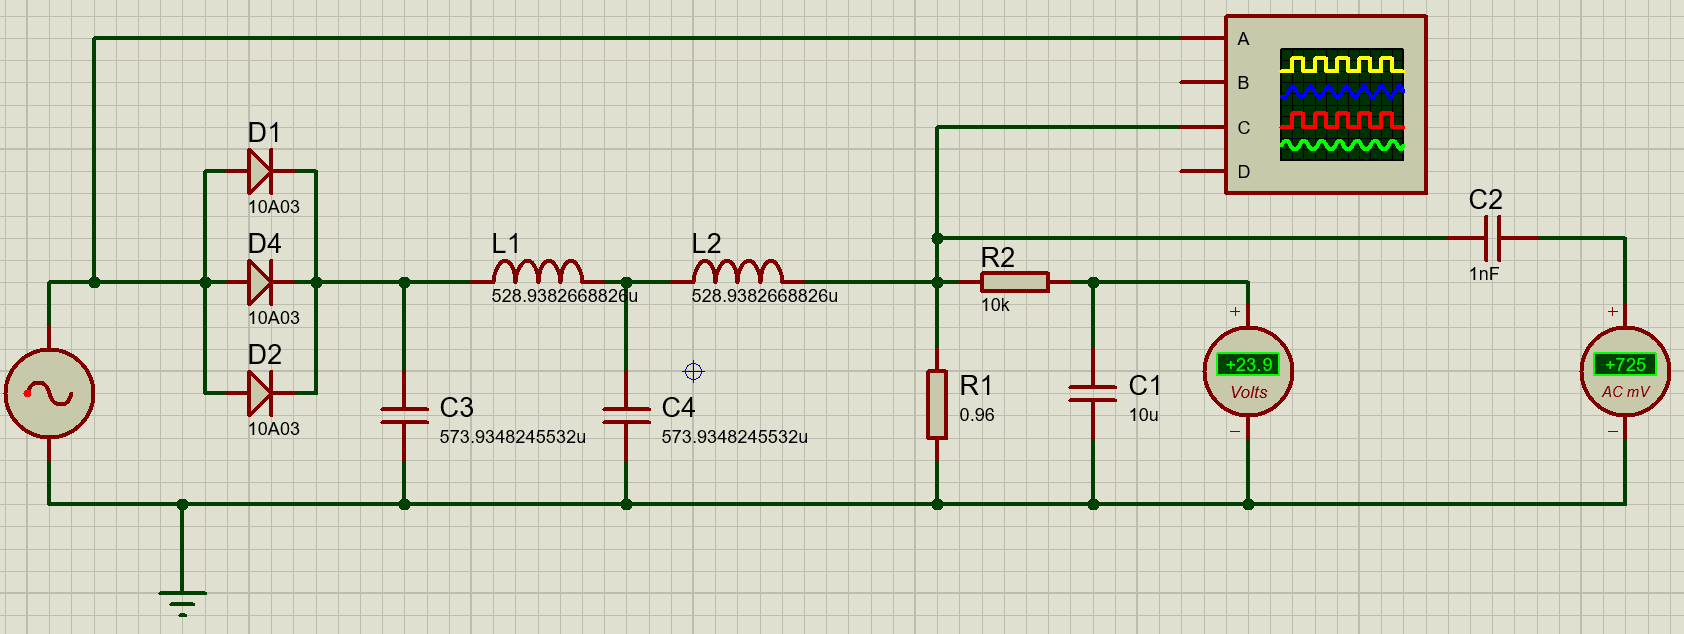 A
B
C
D
D1
10A03
D4
10A03
D2
10A03
L1
528.9382668826u
L2
528.9382668826u
C3
573.9348245532u
C4
573.9348245532u
R2
10k
R1
0.96
C1
10u
+
+23.9
Volts
−
C2
1nF
+
+725
AC mV
−